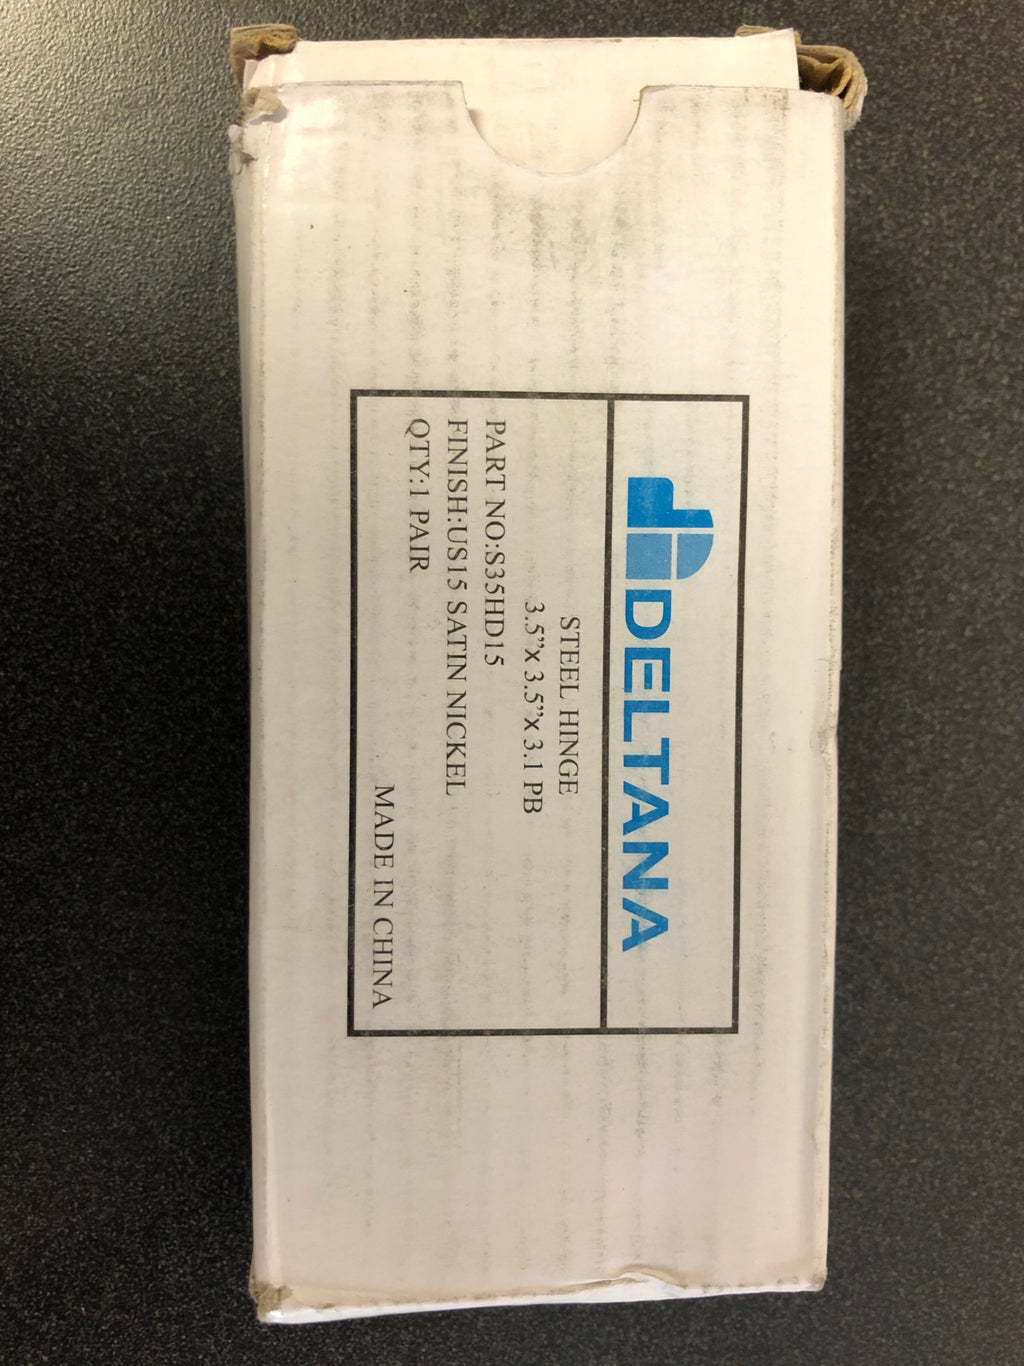 DELTANA
STEEL HINGE
3.5”x 3.5”x 3.1 PB
PART NO:S35HD15
FINISH:US15 SATIN NICKEL
QTY:1 PAIR
MADE IN CHINA